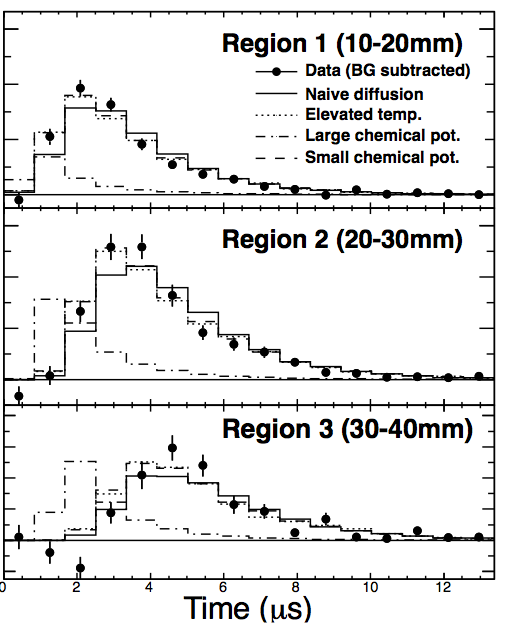 Region 1 (10-20mm)
Data (BG subtracted)
Naive diffusion
Elevated temp.
Large chemical pot.
Small chemical pot.
Region 2 (20-30mm)
Region 3 (30-40mm)
0 2 4 6 8 10 12
Time (μs)